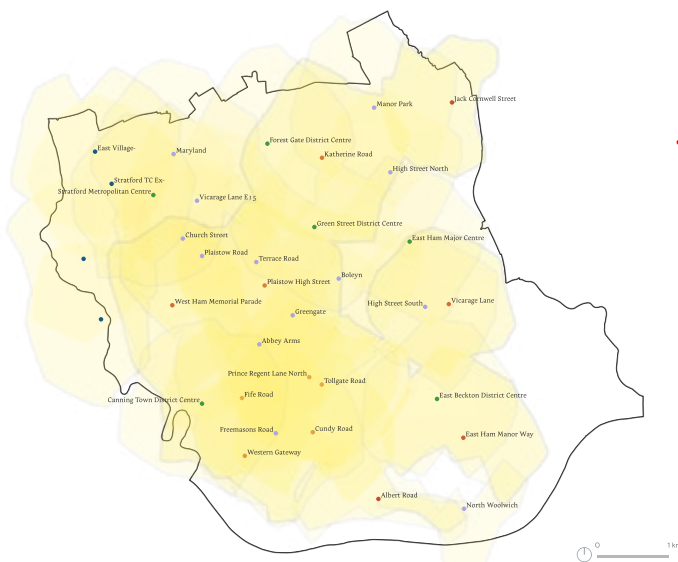 Jack Cornwell Street
Manor Park
Forest Gate District Centre
East Village-
Maryland
Katherine Road
High Street North
Stratford TC Ex-
Stratford Metropolitan Centre
Vicarage Lane E15
Green Street District Centre
Church Street
East Ham Major Centre
Plaistow Road
Terrace Road
Boleyn
Plaistow High Street
West Ham Memorial Parade
High Street South
Vicarage Lane
Greengate
Abbey Arms
Prince Regent Lane North
Tollgate Road
Fife Road
East Beckton District Centre
Canning Town District Centre
Freemasons Road
Cundy Road
East Ham Manor Way
Western Gateway
Albert Road
North Woolwich
0